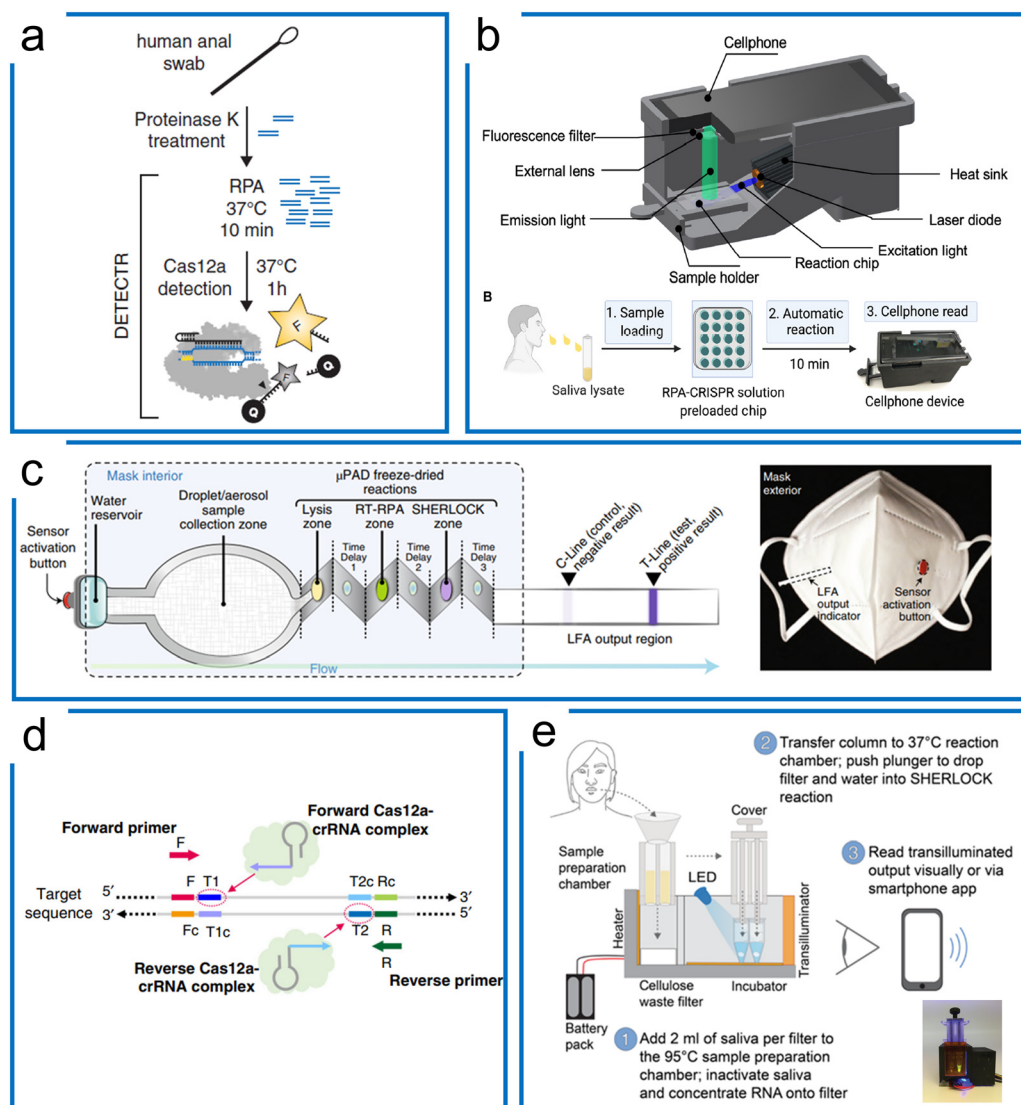 a
human anal
swab
Proteinase K
treatment
RPA
37°C
10 min
DETECTR
Cas12a
detection
37°C
1h
F
F
Q
Q
b
Cellphone
Fluorescence filter
External lens
Emission light
Heat sink
Laser diode
Excitation light
Reaction chip
Sample holder
B
1. Sample
loading
2. Automatic
reaction
3. Cellphone read
10 min
Saliva lysate
RPA-CRISPR solution
preloaded chip
Cellphone device
c
Mask interior
Water
reservoir
Droplet/aerosol
sample
collection zone
µPAD freeze-dried
reactions
Lysis
zone
RT-RPA
zone
SHERLOCK
zone
Sensor
activation
button
Time
Delay
1
Time
Delay
2
Time
Delay
3
C-Line (control,
negative result)
T-Line (test,
positive result)
LFA output region
Flow
Mask
exterior
LFA
output
indicator
Sensor
activation
button
d
Forward primer
F
Forward Cas12a-
crRNA complex
F T1
T2c Rc
Target
sequence
5′
3′
3′
5′
Fc T1c
T2 R
R
Reverse Cas12a-
crRNA complex
Reverse primer
e
2 Transfer column to 37°C reaction
chamber; push plunger to drop
filter and water into SHERLOCK
reaction
Cover
Sample
preparation
chamber
LED
3 Read transilluminated
output visually or via
smartphone app
Heater
Transilluminator
Cellulose
waste filter
Incubator
Battery
pack
1 Add 2 ml of saliva per filter to
the 95°C sample preparation
chamber; inactivate saliva
and concentrate RNA onto filter